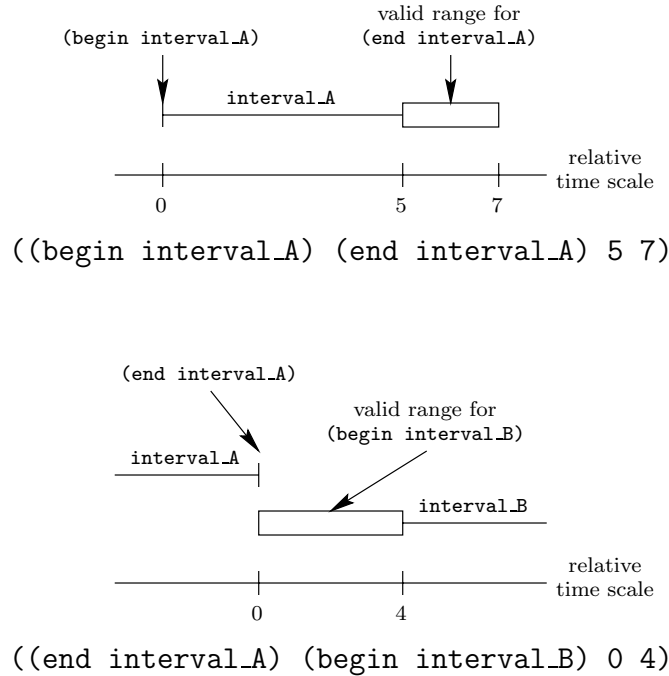 valid range for
(begin interval_A)
(end interval_A)
interval_A
relative
time scale
0
5
7
((begin interval_A) (end interval_A) 5 7)
(end interval_A)
valid range for
(begin interval_B)
interval_A
interval_B
relative
time scale
0
4
((end interval_A) (begin interval_B) 0 4)